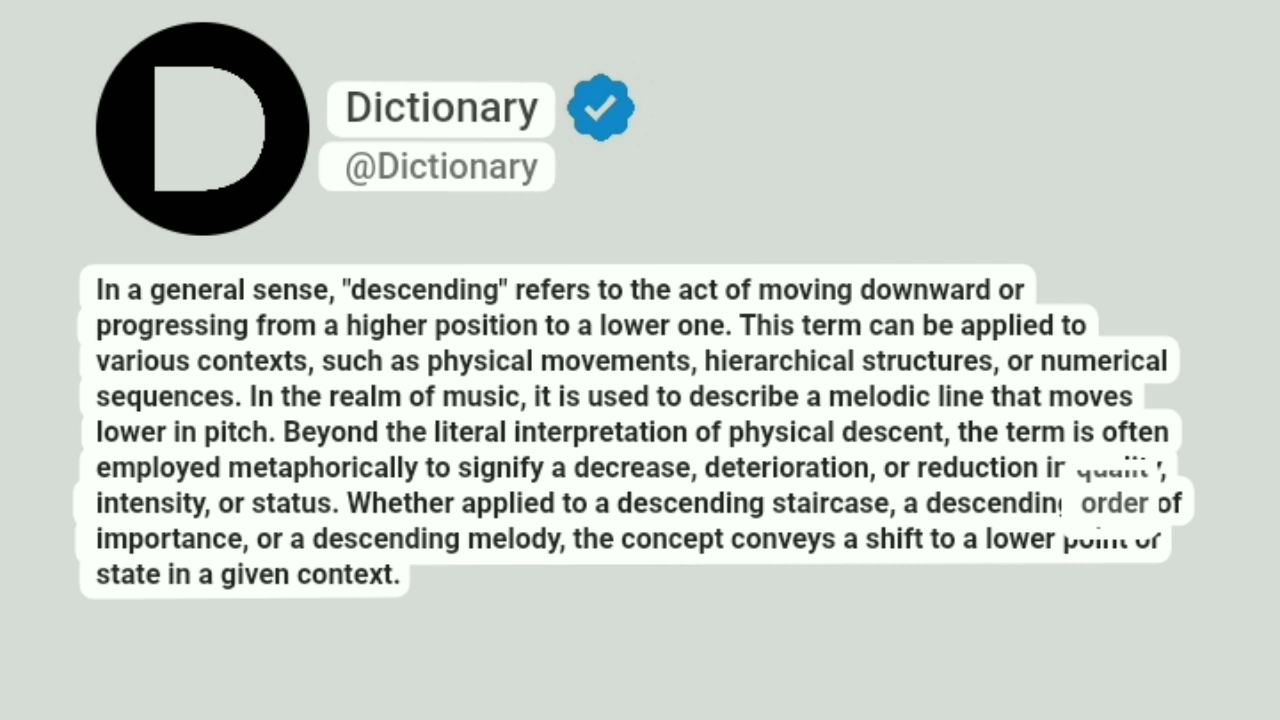 D
Dictionary
@Dictionary
In a general sense, "descending" refers to the act of moving downward or
progressing from a higher position to a lower one. This term can be applied to
various contexts, such as physical movements, hierarchical structures, or numerical
sequences. In the realm of music, it is used to describe a melodic line that moves
lower in pitch. Beyond the literal interpretation of physical descent, the term is often
employed metaphorically to signify a decrease, deterioration, or reduction in quality,
intensity, or status. Whether applied to a descending staircase, a descending order of
importance, or a descending melody, the concept conveys a shift to a lower point or
state in a given context.